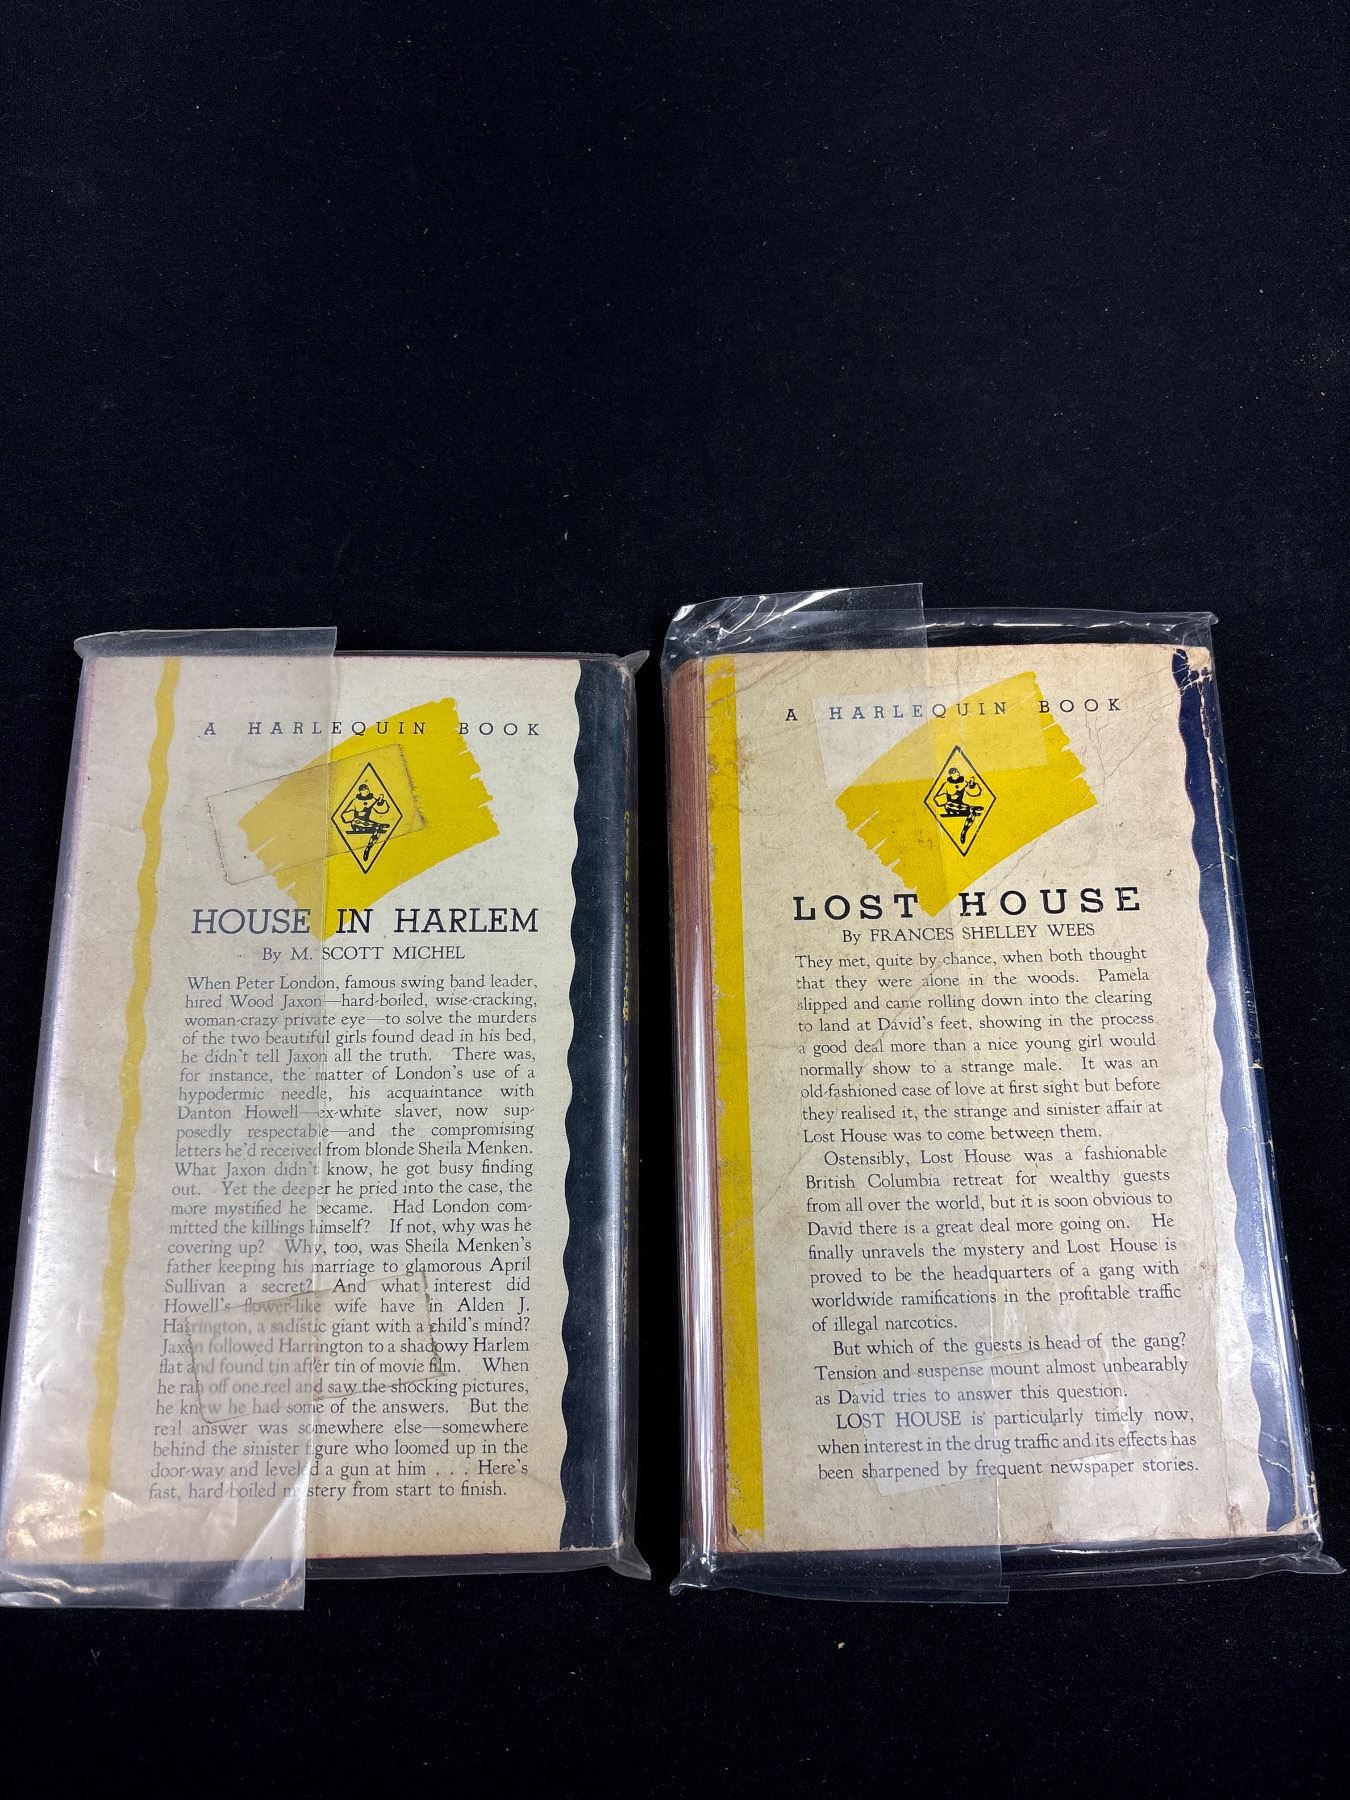 A HARLEQUIN BOOK
HOUSE IN HARLEM
By M. SCOTT MICHEL
When Peter London, famous swing band leader,
hired Wood Jaxon—hard-boiled, wise-cracking,
woman-crazy private eye—to solve the murders
of the two beautiful girls found dead in his bed,
he didn't tell Jaxon all the truth. There was,
for instance, the matter of London's use of a
hypodermic needle, his acquaintance with
Danton Howell—ex-white slaver, now sup-
posedly respectable—and the compromising
letters he'd received from blonde Sheila Menken.
What Jaxon didn't know, he got busy finding
out. Yet the deeper he pried into the case, the
more mystified he became. Had London com-
mitted the killings himself? If not, why was he
covering up? Why, too, was Sheila Menken's
father keeping his marriage to glamorous April
Sullivan a secret? And what interest did
Howell's flower-like wife have in Alden J.
Harrington, a sadistic giant with a child's mind?
Jaxon followed Harrington to a shadowy Harlem
flat and found tin after tin of movie film. When
he ran off one reel and saw the shocking pictures,
he knew he had some of the answers. But the
real answer was somewhere else—somewhere
behind the sinister figure who loomed up in the
door-way and leveled a gun at him . . . Here's
fast, hard-boiled mystery from start to finish.
A HARLEQUIN BOOK
LOST HOUSE
By FRANCES SHELLEY WEES
They met, quite by chance, when both thought
that they were alone in the woods. Pamela
slipped and came rolling down into the clearing
to land at David's feet, showing in the process
a good deal more than a nice young girl would
normally show to a strange male. It was an
old-fashioned case of love at first sight but before
they realised it, the strange and sinister affair at
Lost House was to come between them.
Ostensibly, Lost House was a fashionable
British Columbia retreat for wealthy guests
from all over the world, but it is soon obvious to
David there is a great deal more going on. He
finally unravels the mystery and Lost House is
proved to be the headquarters of a gang with
worldwide ramifications in the profitable traffic
of illegal narcotics.
But which of the guests is head of the gang?
Tension and suspense mount almost unbearably
as David tries to answer this question.
LOST HOUSE is particularly timely now,
when interest in the drug traffic and its effects has
been sharpened by frequent newspaper stories.